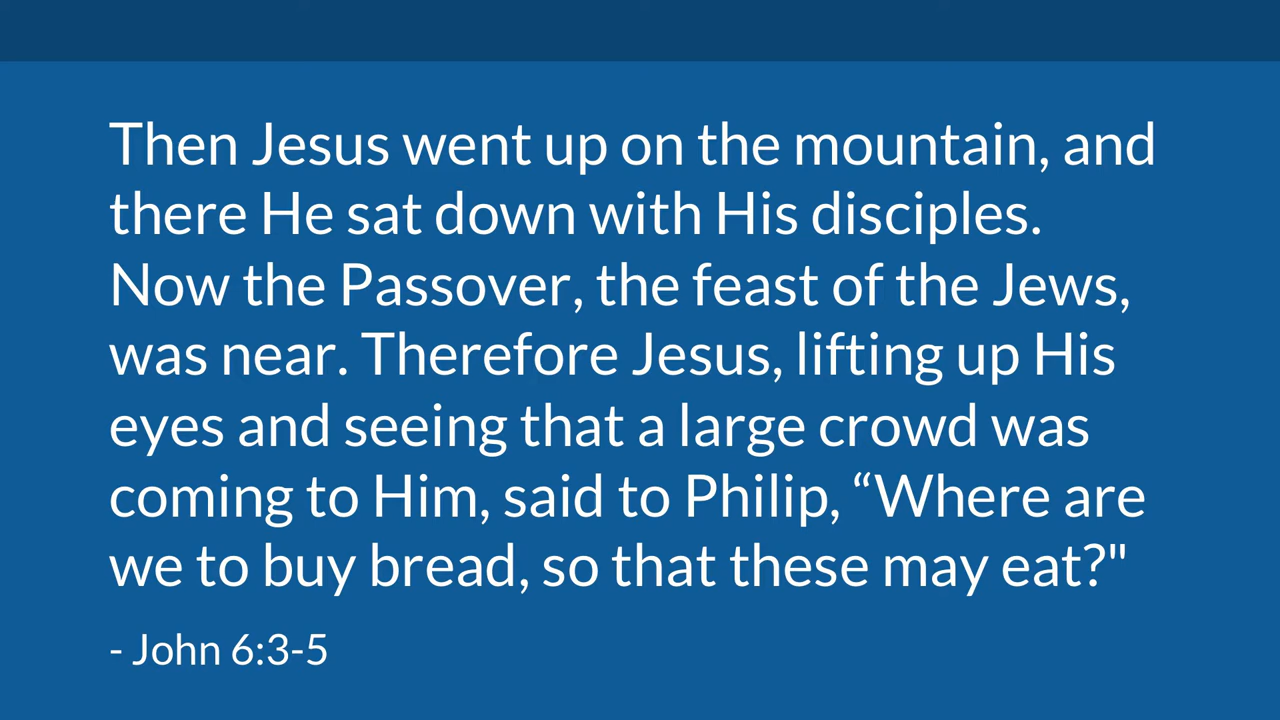 Then Jesus went up on the mountain, and
there He sat down with His disciples.
Now the Passover, the feast of the Jews,
was near. Therefore Jesus, lifting up His
eyes and seeing that a large crowd was
coming to Him, said to Philip, “Where are
we to buy bread, so that these may eat?"
- John 6:3-5